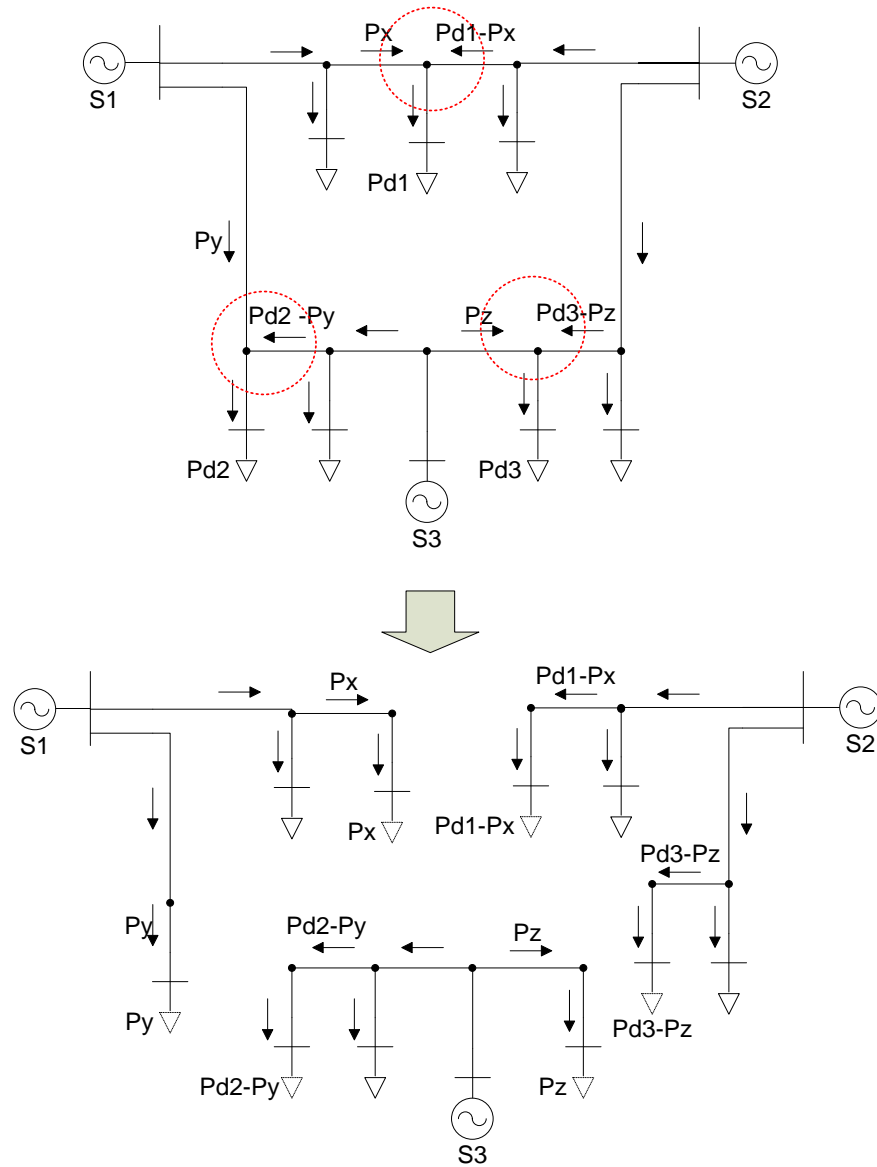 Px Pd1-Px
S1 S2
Pd1
Py
Pd2 -Py Pz Pd3-Pz
Pd2 Pd3
S3
Px Pd1-Px
S1 S2
Px Pd1-Px
Pd3-Pz
Py Pd2-Py Pz
Py Pd3-Pz
Pd2-Py Pz
S3